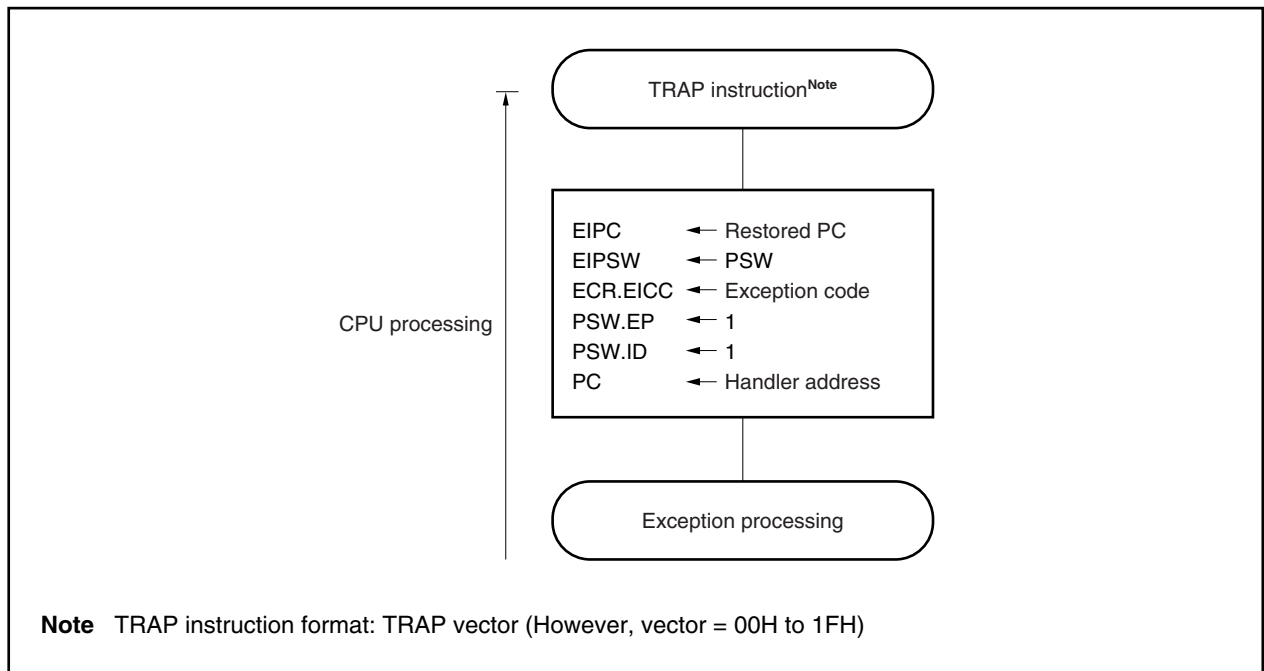 TRAP instructionNote
CPU processing
EIPC ← Restored PC
EIPSW ← PSW
ECR.EICC ← Exception code
PSW.EP ← 1
PSW.ID ← 1
PC ← Handler address
Exception processing
Note TRAP instruction format: TRAP vector (However, vector = 00H to 1FH)